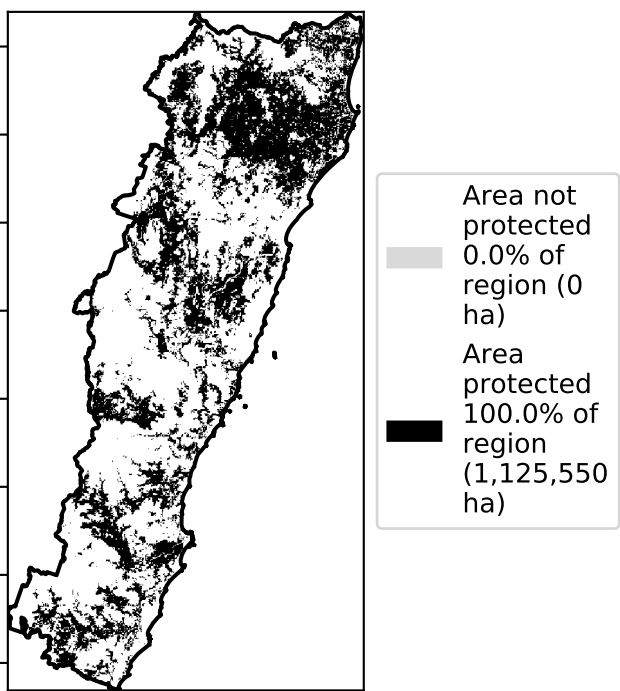 Area not
protected
0.0% of
region (0
ha)
Area
protected
100.0% of
region
(1,125,550
ha)